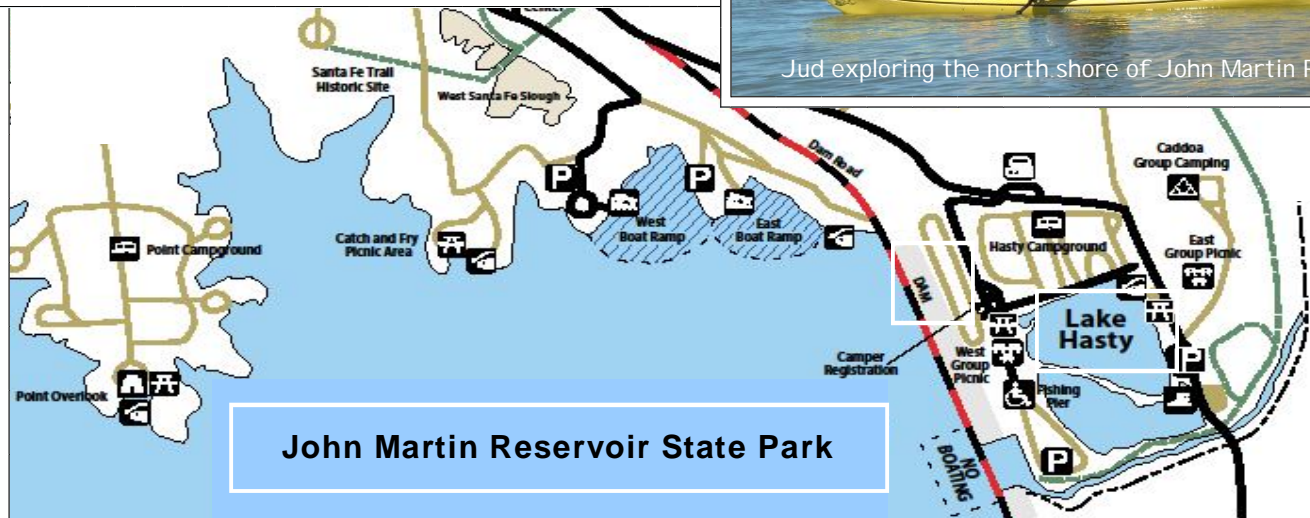 Center
Jud exploring the north shore of John Martin
Santa Fe Trail
Historic Site
West Santa Fe Slough
Dam Road
Caddoa
Group Camping
P
P
West
Boat Ramp
East
Boat Ramp
Point Campground
Catch and Fry
Picnic Area
Hasty Campground
East
Group Picnic
DAM
Lake
Hasty
Camper
Registration
West
Group
Picnic
P
Fishing
Pier
Point Overlook
John Martin Reservoir State Park
NO
BOATING
P